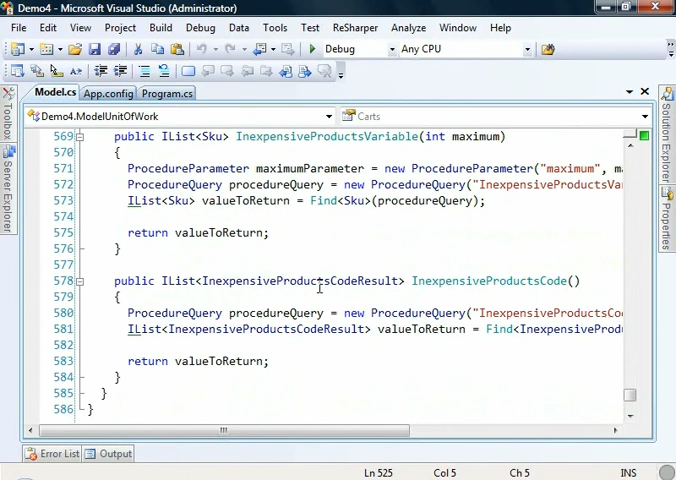 Demo4 - Microsoft Visual Studio (Administrator)
File Edit View Project Build Debug Data Tools Test ReSharper Analyze Window Help
Debug Any CPU
Model.cs App.config Program.cs
Demo4.ModelUnitOfWork Carts
Toolbox
Server Explorer
Solution Explorer
Properties
569 public IList<Sku> InexpensiveProductsVariable(int maximum)
570 {
571 ProcedureParameter maximumParameter = new ProcedureParameter("maximum", ma
572 ProcedureQuery procedureQuery = new ProcedureQuery("InexpensiveProductsVar
573 IList<Sku> valueToReturn = Find<Sku>(procedureQuery);
574
575 return valueToReturn;
576 }
577
578 public IList<InexpensiveProductsCodeResult> InexpensiveProductsCode()
579 {
580 ProcedureQuery procedureQuery = new ProcedureQuery("InexpensiveProductsCo
581 IList<InexpensiveProductsCodeResult> valueToReturn = Find<InexpensiveProdu
582
583 return valueToReturn;
584 }
585 }
586 }
Error List Output
Ln 525 Col 5 Ch 5 INS